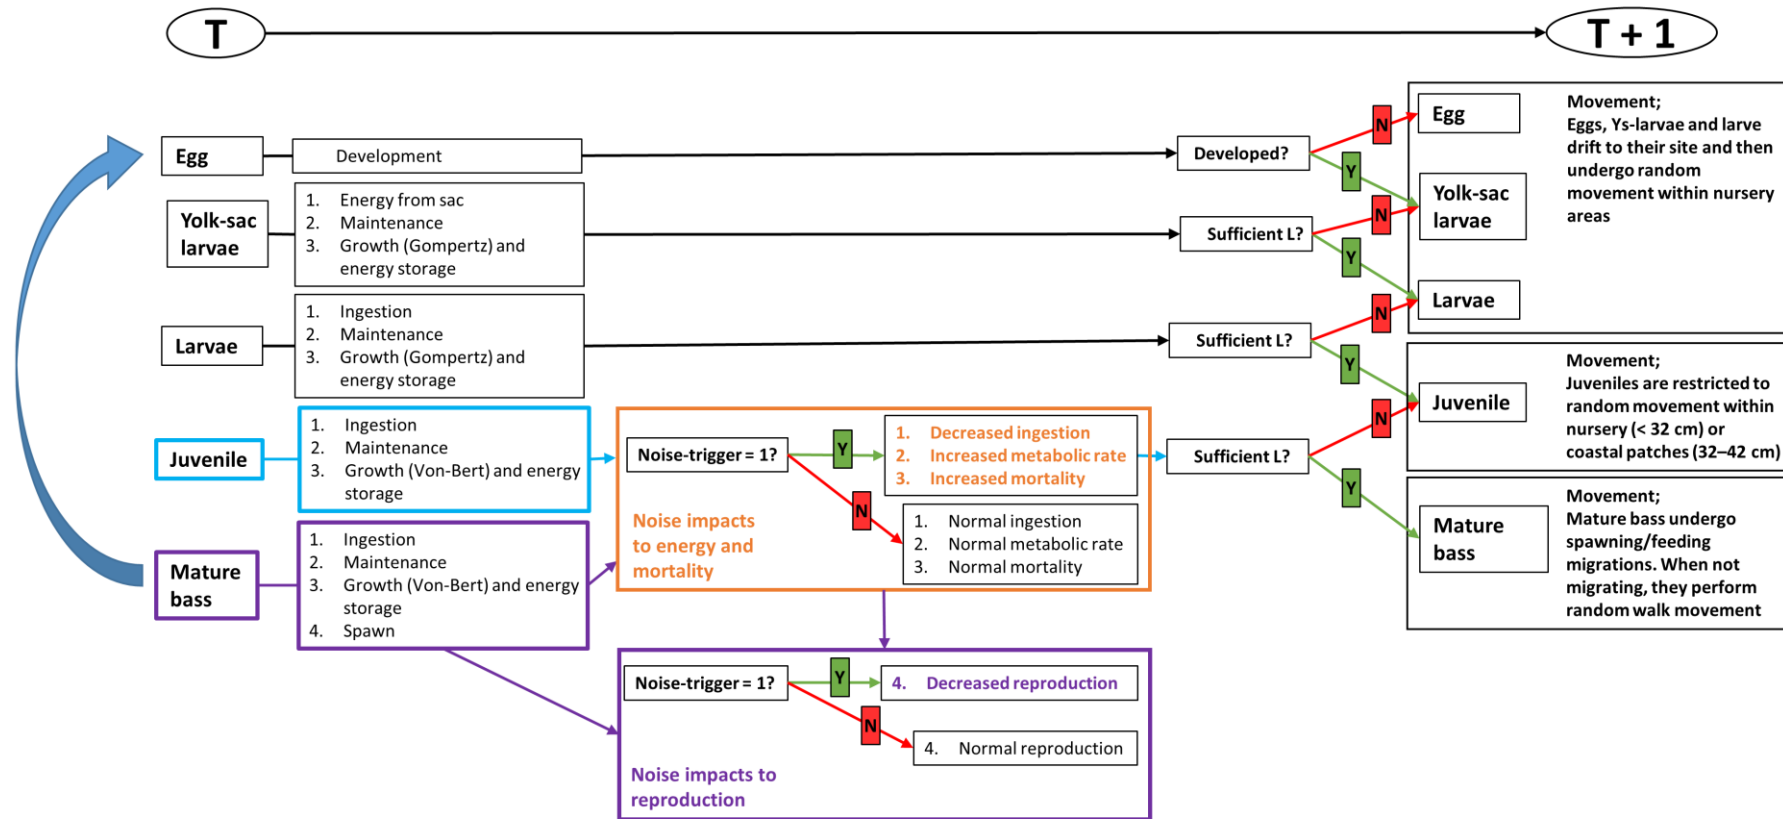 T
T + 1
Egg
Development
Developed?
N
Y
Egg
Movement;
Eggs, Ys-larvae and larve
drift to their site and then
undergo random
movement within nursery
areas
Yolk-sac
larvae
1. Energy from sac
2. Maintenance
3. Growth (Gompertz) and
energy storage
Sufficient L?
N
Y
Yolk-sac
larvae
Larvae
1. Ingestion
2. Maintenance
3. Growth (Gompertz) and
energy storage
Sufficient L?
N
Y
Larvae
Juvenile
1. Ingestion
2. Maintenance
3. Growth (Von-Bert) and energy
storage
Noise-trigger = 1?
Y
1. Decreased ingestion
2. Increased metabolic rate
3. Increased mortality
N
1. Normal ingestion
2. Normal metabolic rate
3. Normal mortality
Noise impacts
to energy and
mortality
Sufficient L?
N
Y
Juvenile
Movement;
Juveniles are restricted to
random movement within
nursery (< 32 cm) or
coastal patches (32–42 cm)
Mature
bass
1. Ingestion
2. Maintenance
3. Growth (Von-Bert) and energy
storage
4. Spawn
Mature
bass
Movement;
Mature bass undergo
spawning/feeding
migrations. When not
migrating, they perform
random walk movement
Noise-trigger = 1?
Y
4. Decreased reproduction
N
4. Normal reproduction
Noise impacts to
reproduction